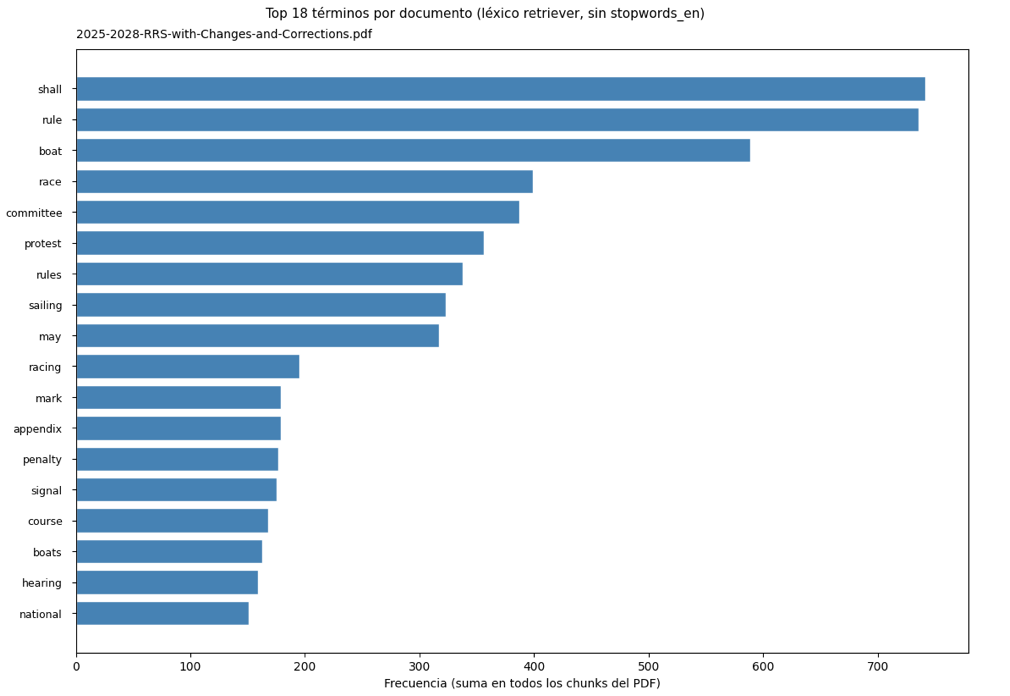 Top 18 términos por documento (léxico retriever, sin stopwords_en)
2025-2028-RRS-with-Changes-and-Corrections.pdf
shall
rule
boat
race
committee
protest
rules
sailing
may
racing
mark
appendix
penalty
signal
course
boats
hearing
national
0 100 200 300 400 500 600 700
Frecuencia (suma en todos los chunks del PDF)